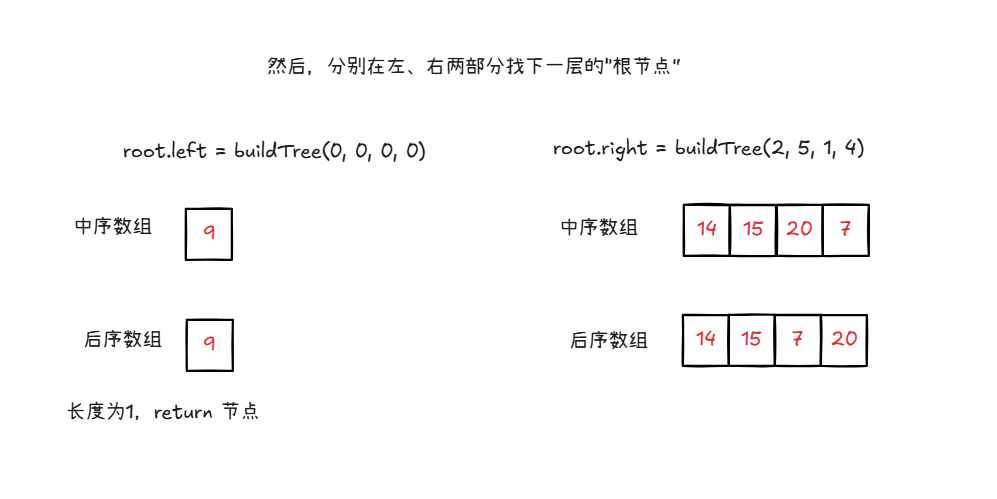 然后，分别在左、右两部分找下一层的"根节点"
root.left = buildTree(0, 0, 0, 0)
中序数组 9
后序数组 9
长度为1，return 节点
root.right = buildTree(2, 5, 1, 4)
中序数组 14 15 20 7
后序数组 14 15 7 20